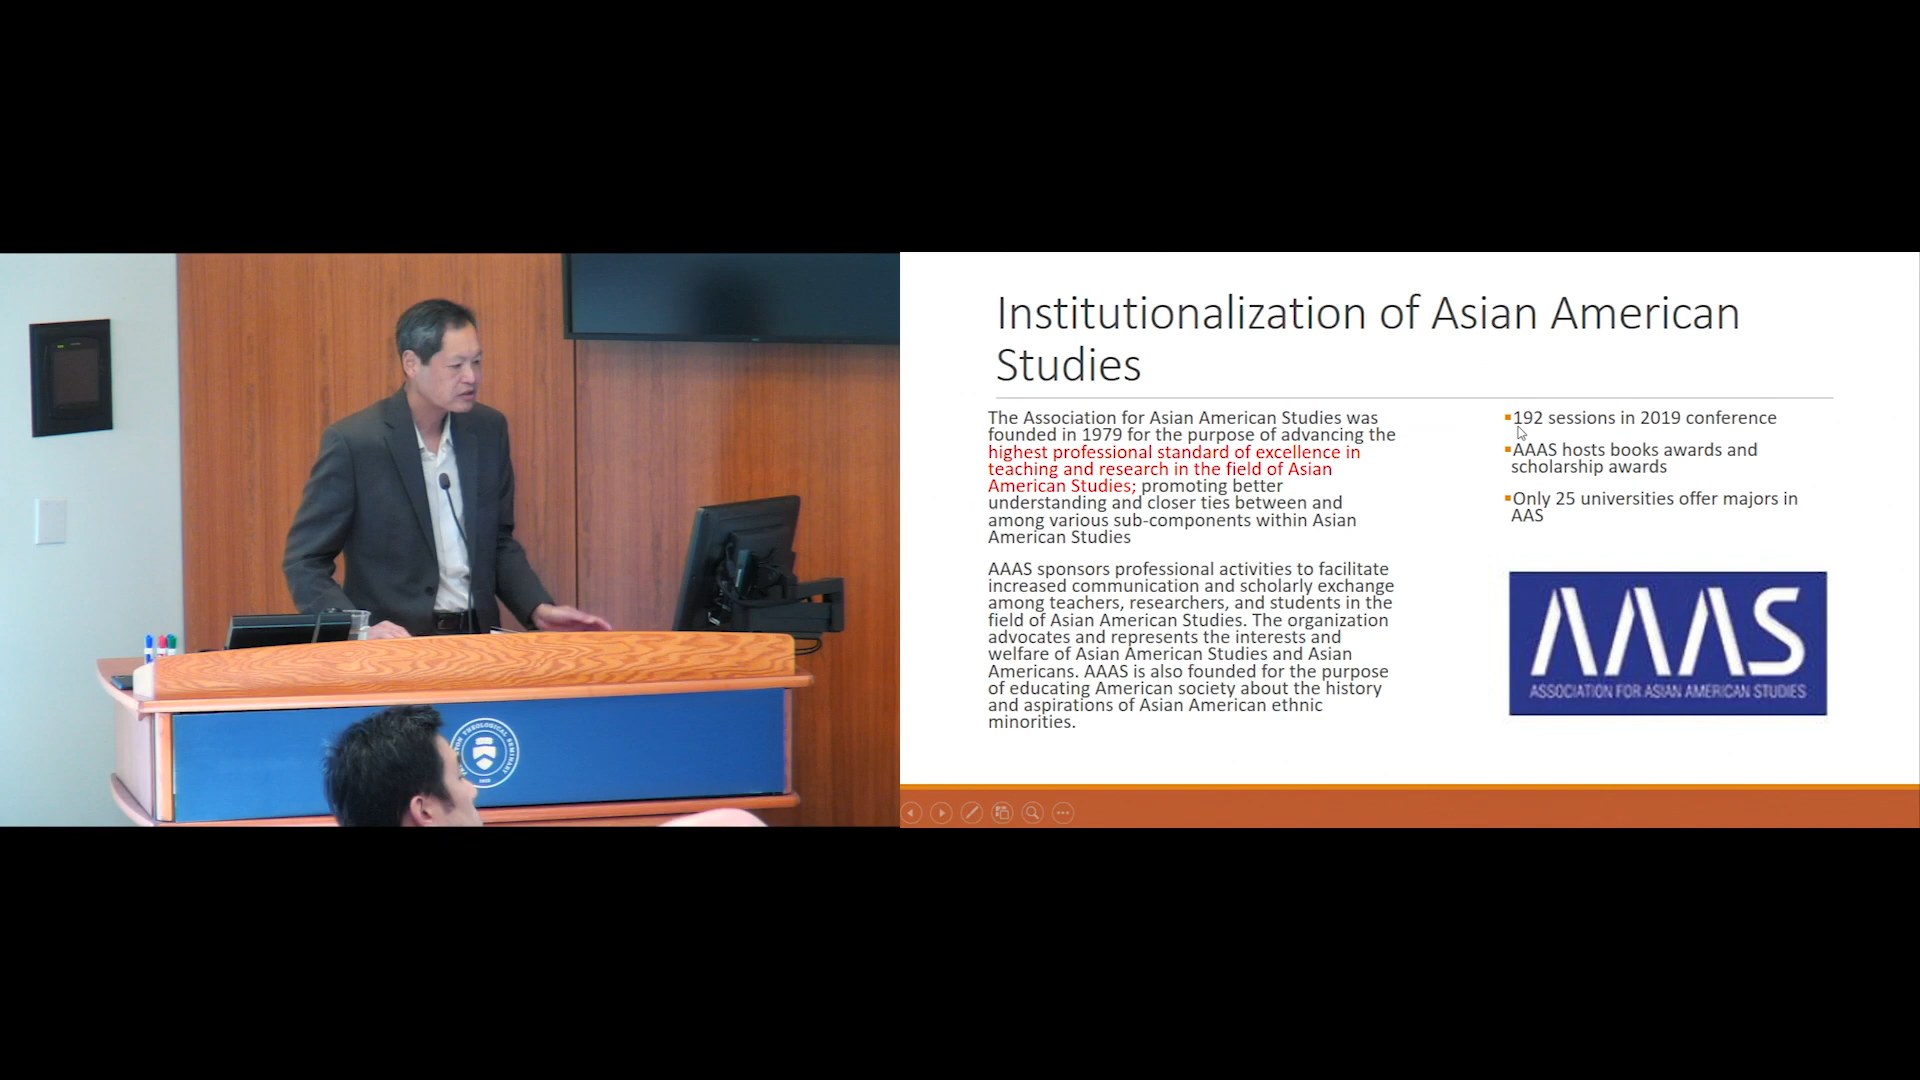 Institutionalization of Asian American
Studies
The Association for Asian American Studies was
founded in 1979 for the purpose of advancing the
highest professional standard of excellence in
teaching and research in the field of Asian
American Studies; promoting better
understanding and closer ties between and
among various sub-components within Asian
American Studies
AAAS sponsors professional activities to facilitate
increased communication and scholarly exchange
among teachers, researchers, and students in the
field of Asian American Studies. The organization
advocates and represents the interests and
welfare of Asian American Studies and Asian
Americans. AAAS is also founded for the purpose
of educating American society about the history
and aspirations of Asian American ethnic
minorities.
▪192 sessions in 2019 conference
▪AAAS hosts books awards and
scholarship awards
▪Only 25 universities offer majors in
AAS
AAAS
ASSOCIATION FOR ASIAN AMERICAN STUDIES
THEOLOGICAL SEMINARY